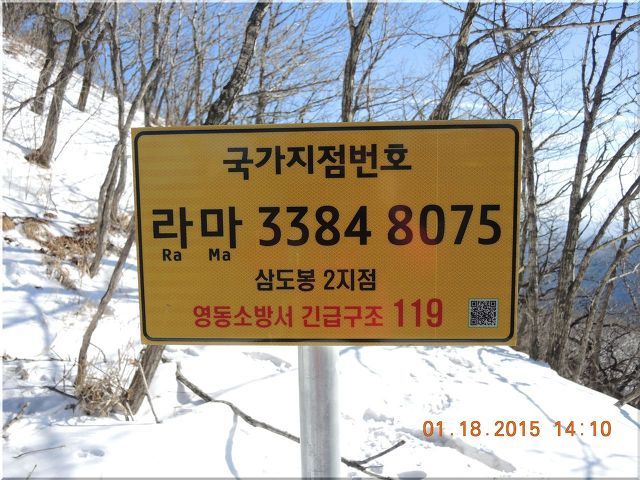 국가지점번호
라마 3384 8075
Ra Ma
삼도봉 2지점
영동소방서 긴급구조 119
01.18.2015 14:10